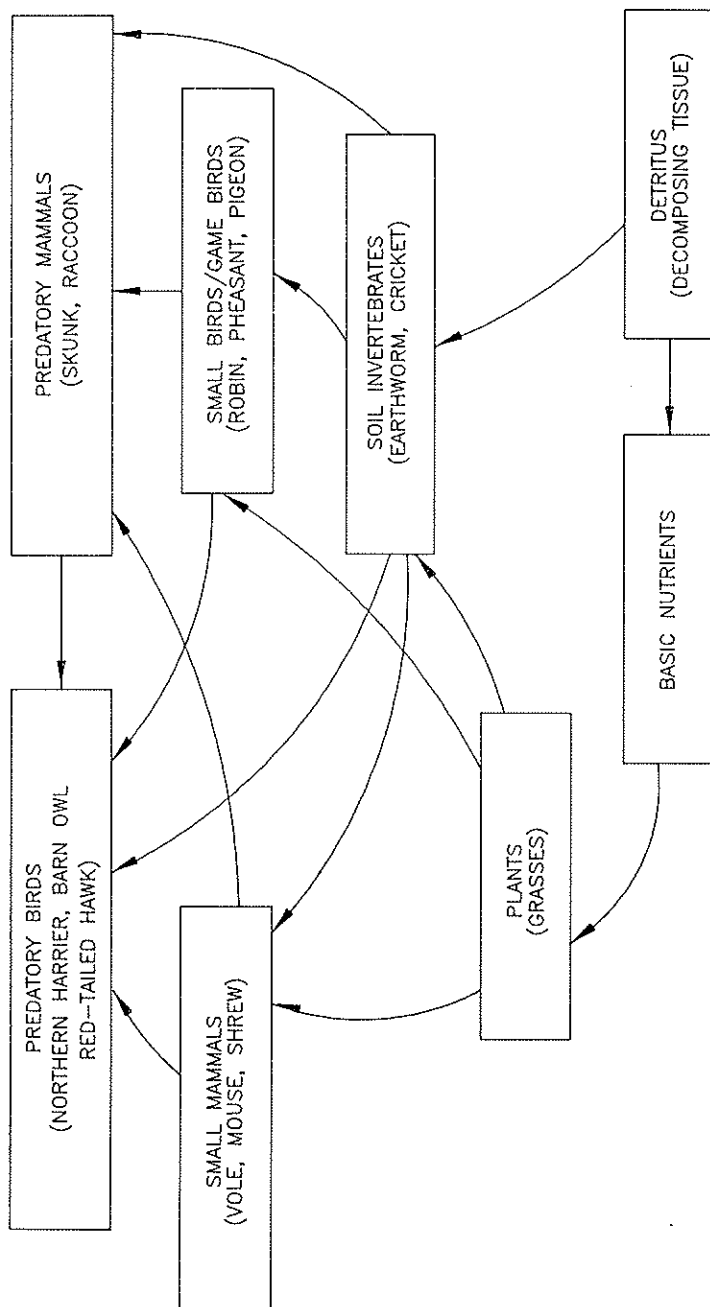 PREDATORY BIRDS
(NORTHERN HARRIER, BARN OWL
RED-TAILED HAWK)
PREDATORY MAMMALS
(SKUNK, RACCOON)
SMALL MAMMALS
(VOLE, MOUSE, SHREW)
SMALL BIRDS/GAME BIRDS
(ROBIN, PHEASANT, PIGEON)
SOIL INVERTEBRATES
(EARTHWORM, CRICKET)
PLANTS
(GRASSES)
BASIC NUTRIENTS
DETRITUS
(DECOMPOSING TISSUE)